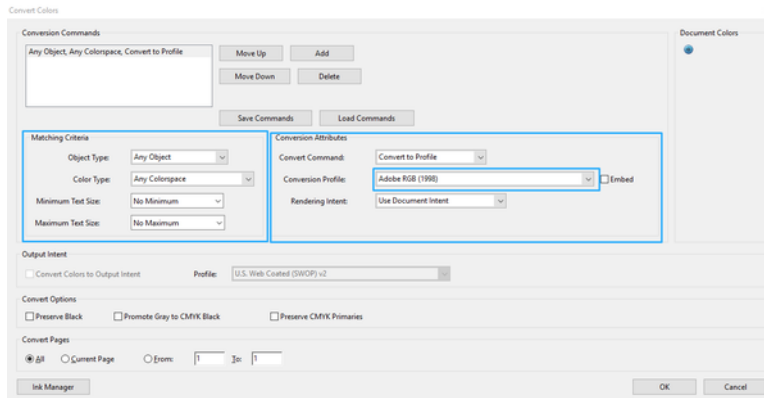 Convert Colors
Conversion Commands
Document Colors
Any Object, Any Colorspace, Convert to Profile
Move Up Add
Move Down Delete
Save Commands Load Commands
Matching Criteria
Object Type: Any Object
Color Type: Any Colorspace
Minimum Text Size: No Minimum
Maximum Text Size: No Maximum
Conversion Attributes
Convert Command: Convert to Profile
Conversion Profile: Adobe RGB (1998) Embed
Rendering Intent: Use Document Intent
Output Intent
Convert Colors to Output Intent Profile: U.S. Web Coated (SWOP) v2
Convert Options
Preserve Black Promote Gray to CMYK Black Preserve CMYK Primaries
Convert Pages
All Current Page From: 1 To: 1
Ink Manager OK Cancel